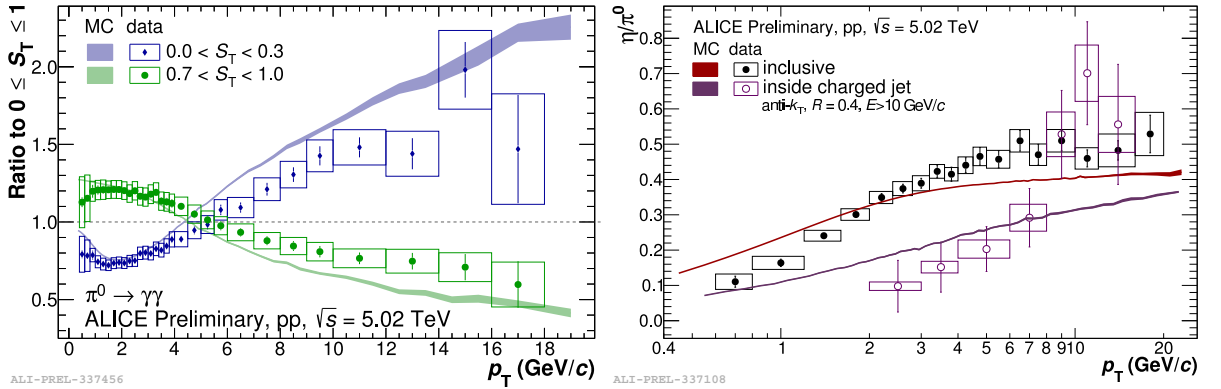 Ratio to 0 ≤ S_T ≤ 1
MC data
0.0 < S_T < 0.3
0.7 < S_T < 1.0
2.0
1.5
1.0
0.5
π⁰ → γγ
ALICE Preliminary, pp, √s = 5.02 TeV
0 2 4 6 8 10 12 14 16 18
p_T (GeV/c)
ALI-PREL-337456
η/π⁰
ALICE Preliminary, pp, √s = 5.02 TeV
MC data
inclusive
inside charged jet
anti-k_T, R = 0.4, E>10 GeV/c
0.8
0.7
0.6
0.5
0.4
0.3
0.2
0.1
0.0
0.4 1 2 3 4 5 6 7 8 9 10 20
p_T (GeV/c)
ALI-PREL-337108